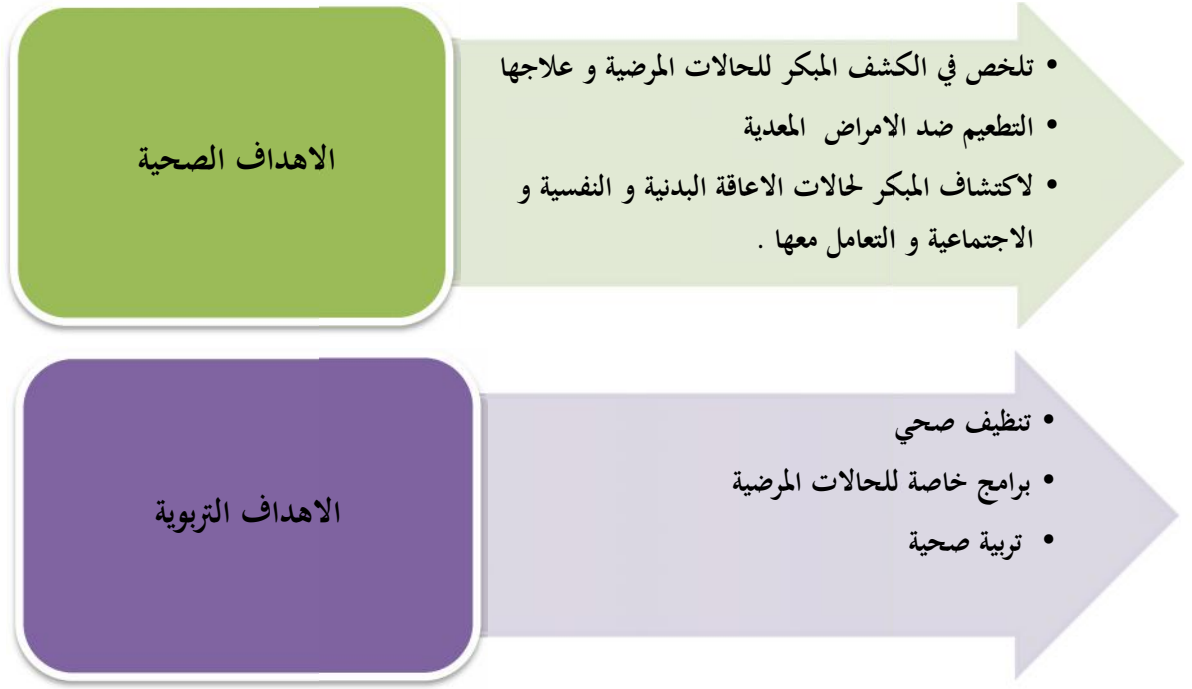 الاهداف الصحية
• تلخص في الكشف المبكر للحالات المرضية و علاجها
• التطعيم ضد الامراض المعدية
• لاكتشاف المبكر لحالات الاعاقة البدنية و النفسية و
الاجتماعية و التعامل معها .
الاهداف التربوية
• تنظيف صحي
• برامج خاصة للحالات المرضية
• تربية صحية